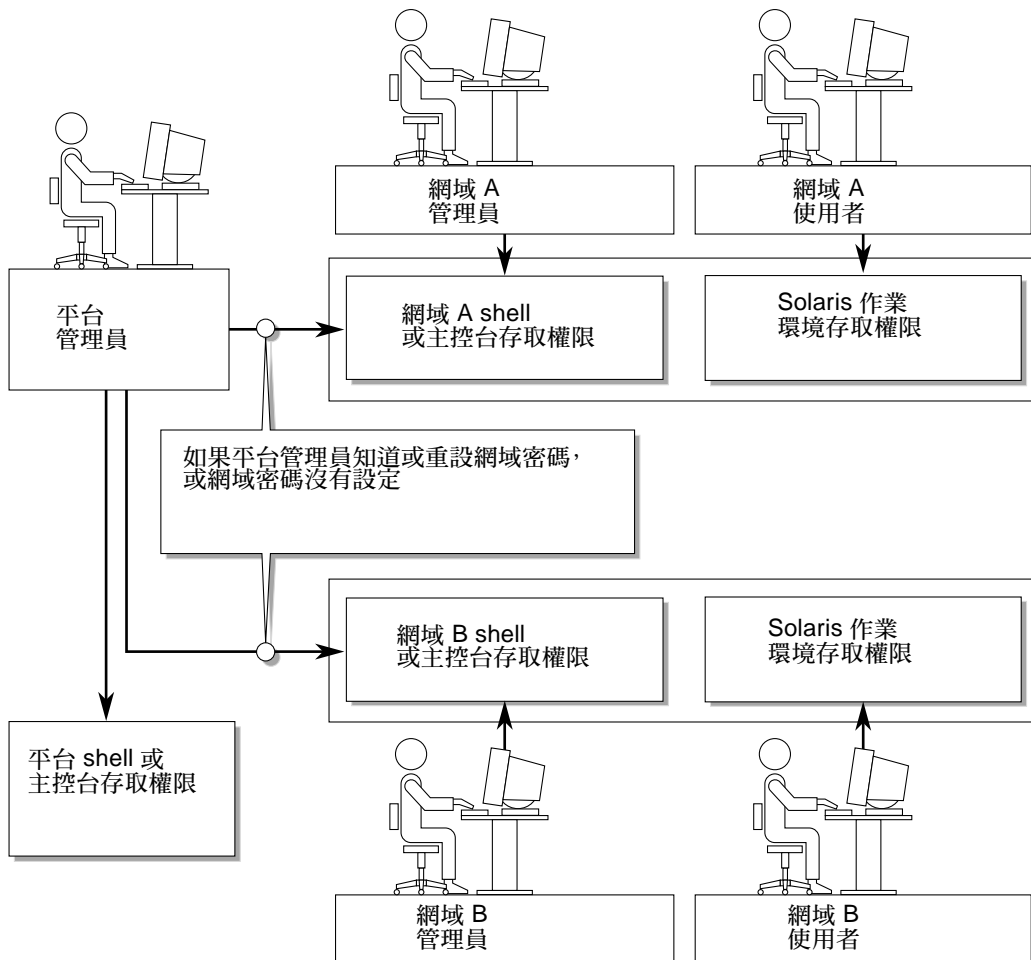 網域 A
管理員
網域 A
使用者
平台
管理員
網域 A shell
或主控台存取權限
Solaris 作業
環境存取權限
如果平台管理員知道或重設網域密碼，
或網域密碼沒有設定
網域 B shell
或主控台存取權限
Solaris 作業
環境存取權限
平台 shell 或
主控台存取權限
網域 B
管理員
網域 B
使用者